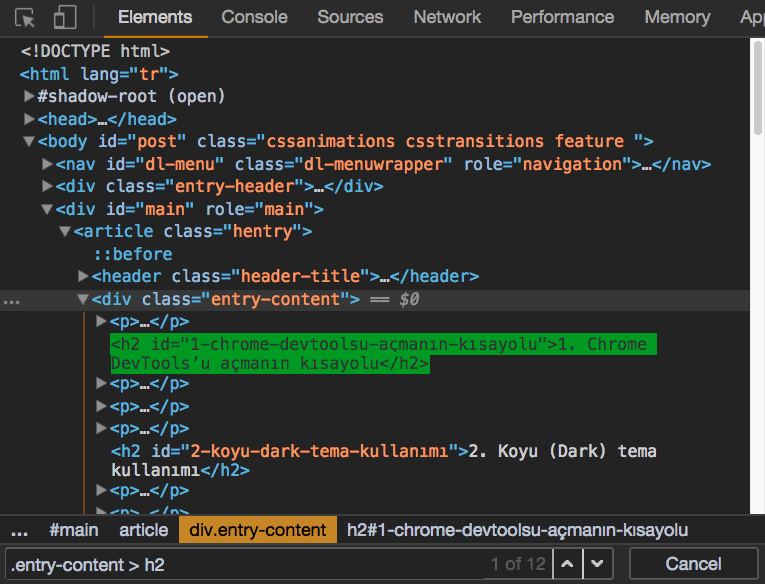 Elements Console Sources Network Performance Memory
<!DOCTYPE html>
<html lang="tr">
#shadow-root (open)
<head>…</head>
<body id="post" class="cssanimations csstransitions feature ">
<nav id="dl-menu" class="dl-menuwrapper" role="navigation">…</nav>
<div class="entry-header">…</div>
<div id="main" role="main">
<article class="hentry">
::before
<header class="header-title">…</header>
... <div class="entry-content"> == $0
<p>…</p>
<h2 id="1-chrome-devtoolsu-açmanın-kısayolu">1. Chrome
DevTools’u açmanın kısayolu</h2>
<p>…</p>
<p>…</p>
<p>…</p>
<h2 id="2-koyu-dark-tema-kullanımı">2. Koyu (Dark) tema
kullanımı</h2>
<p>…</p>
<p>…</p>
... #main article div.entry-content h2#1-chrome-devtoolsu-açmanın-kısayolu
.entry-content > h2 1 of 12 Cancel